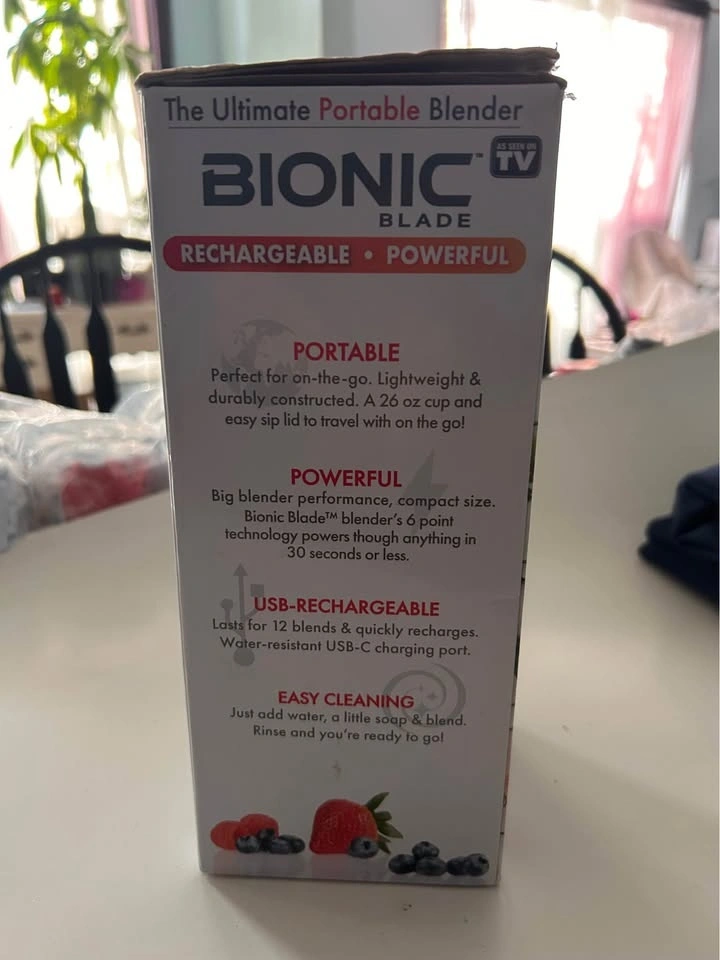 The Ultimate Portable Blender
AS SEEN ON
TV
BIONIC™
BLADE
RECHARGEABLE • POWERFUL
PORTABLE
Perfect for on-the-go. Lightweight &
durably constructed. A 26 oz cup and
easy sip lid to travel with on the go!
POWERFUL
Big blender performance, compact size.
Bionic Blade™ blender's 6 point
technology powers though anything in
30 seconds or less.
USB-RECHARGEABLE
Lasts for 12 blends & quickly recharges.
Water-resistant USB-C charging port.
EASY CLEANING
Just add water, a little soap & blend.
Rinse and you're ready to go!